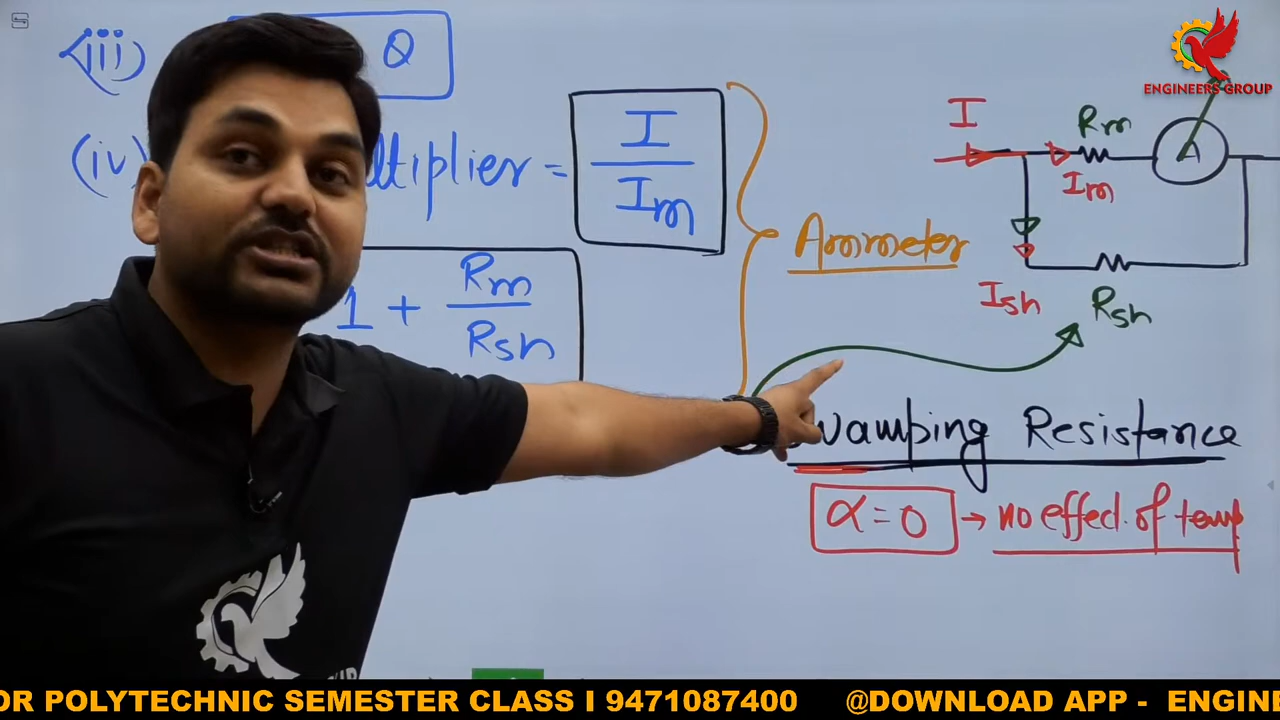 (iii) Q
(iv) ltiplier = I / Im
1 + Rm / Rsh
Ammeter
ENGINEERS GROUP
I
Rm
A
Im
Ish
Rsh
wamping Resistance
α = 0 → no effect. of temp
OR POLYTECHNIC SEMESTER CLASS I 9471087400 @DOWNLOAD APP - ENGINE